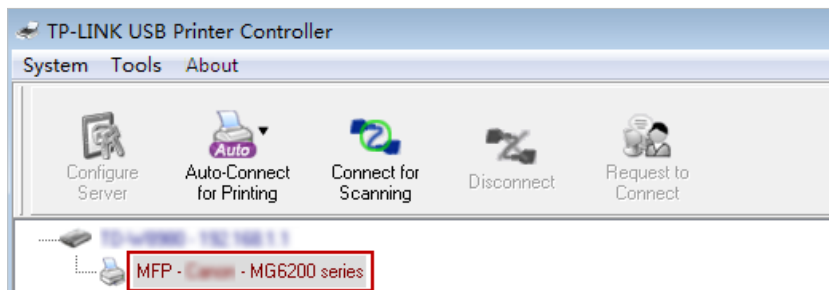 TP-LINK USB Printer Controller
System Tools About
Auto
Configure Server
Auto-Connect for Printing
Connect for Scanning
Disconnect
Request to Connect
MFP - - MG6200 series